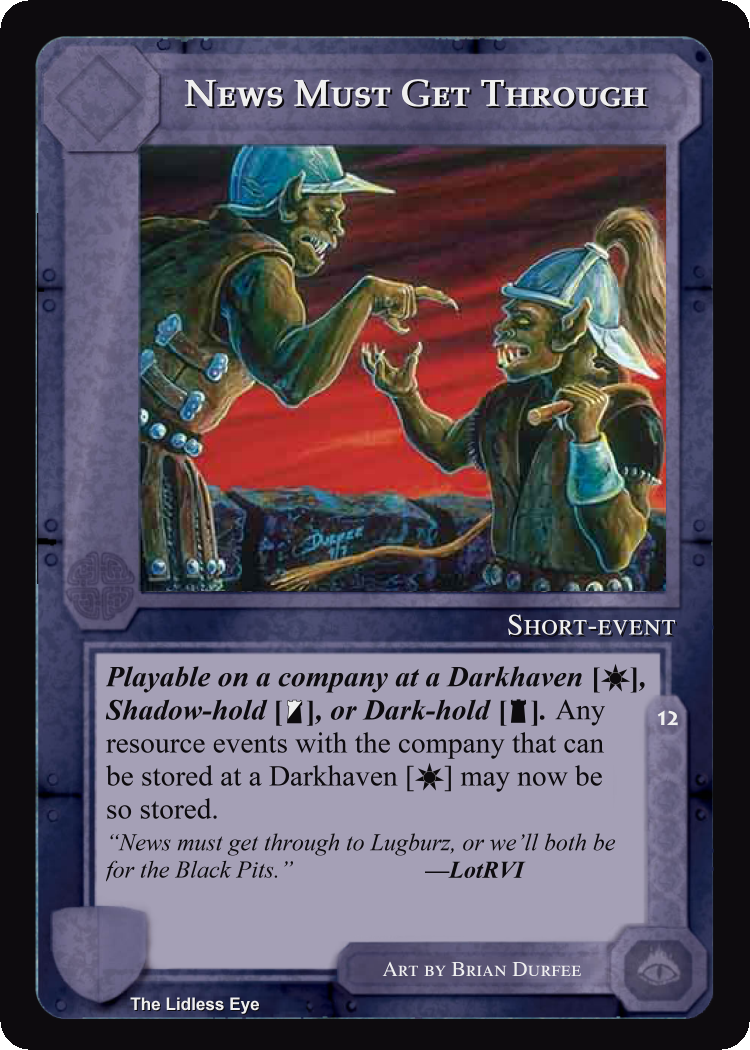 News Must Get Through
Durfee
Short-event
Playable on a company at a Darkhaven [ ],
Shadow-hold [ ], or Dark-hold [ ]. Any
resource events with the company that can
be stored at a Darkhaven [ ] may now be
so stored.
12
“News must get through to Lugburz, or we’ll both be
for the Black Pits.” —LotRVI
Art by Brian Durfee
The Lidless Eye